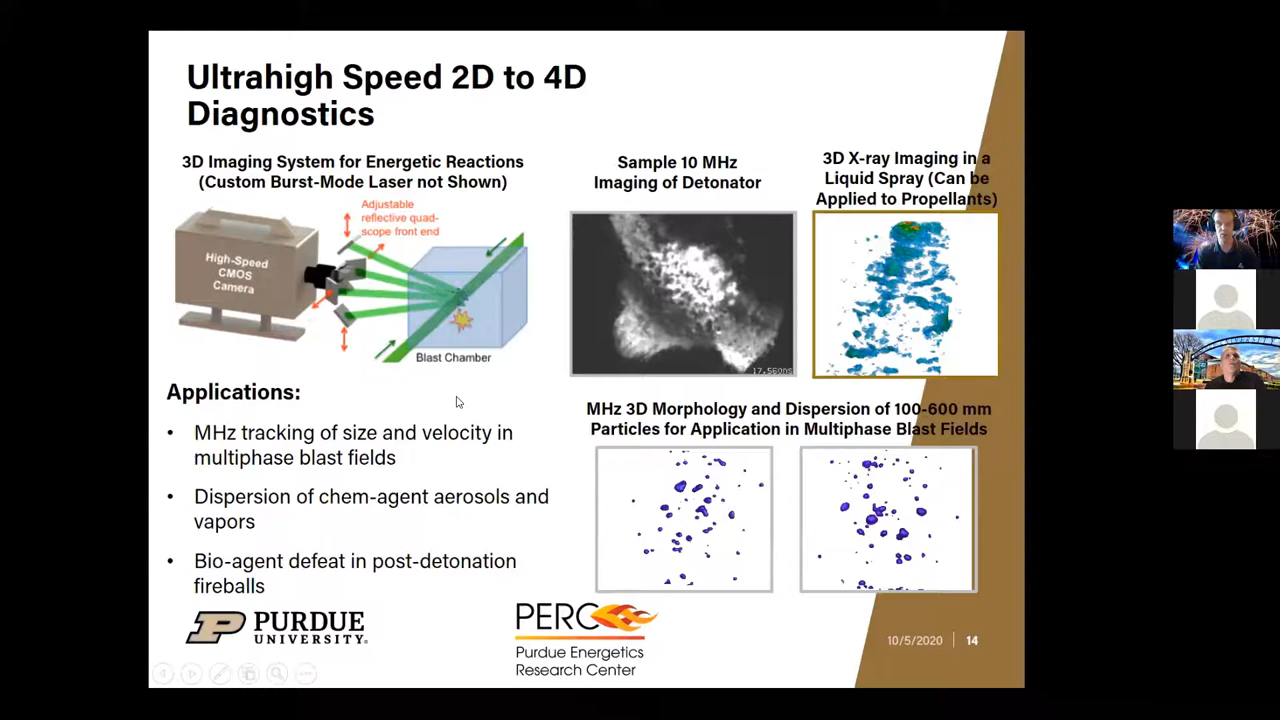 Ultrahigh Speed 2D to 4D
Diagnostics
3D Imaging System for Energetic Reactions
(Custom Burst-Mode Laser not Shown)
Adjustable
reflective quad-
scope front end
High-Speed
CMOS
Camera
Blast Chamber
Sample 10 MHz
Imaging of Detonator
17.560ns
3D X-ray Imaging in a
Liquid Spray (Can be
Applied to Propellants)
Applications:
• MHz tracking of size and velocity in
multiphase blast fields
• Dispersion of chem-agent aerosols and
vapors
• Bio-agent defeat in post-detonation
fireballs
MHz 3D Morphology and Dispersion of 100-600 mm
Particles for Application in Multiphase Blast Fields
P PURDUE
UNIVERSITY.
PERC
Purdue Energetics
Research Center
10/5/2020 | 14